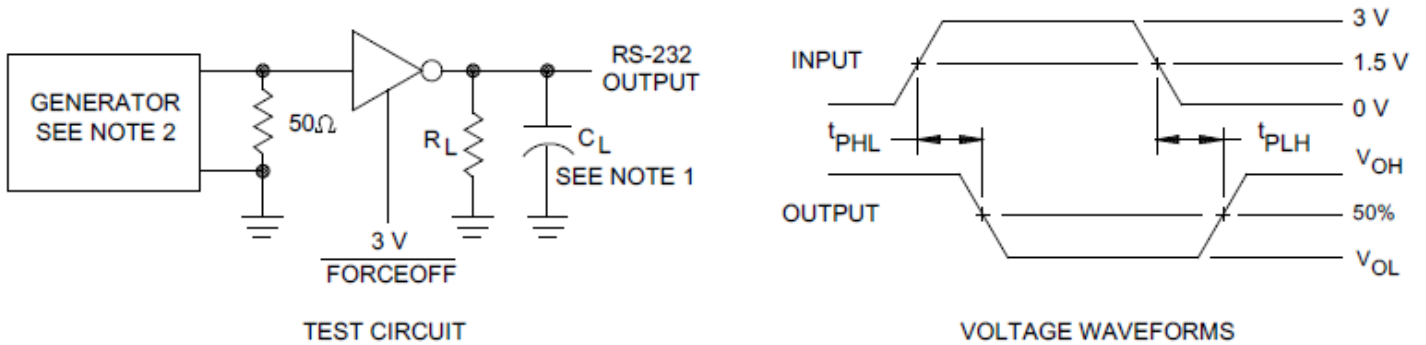 GENERATOR
SEE NOTE 2
50Ω
3 V
FORCEOFF
R_L
C_L
SEE NOTE 1
RS-232
OUTPUT
TEST CIRCUIT
INPUT
3 V
1.5 V
0 V
t_PHL
t_PLH
V_OH
OUTPUT
50%
V_OL
VOLTAGE WAVEFORMS